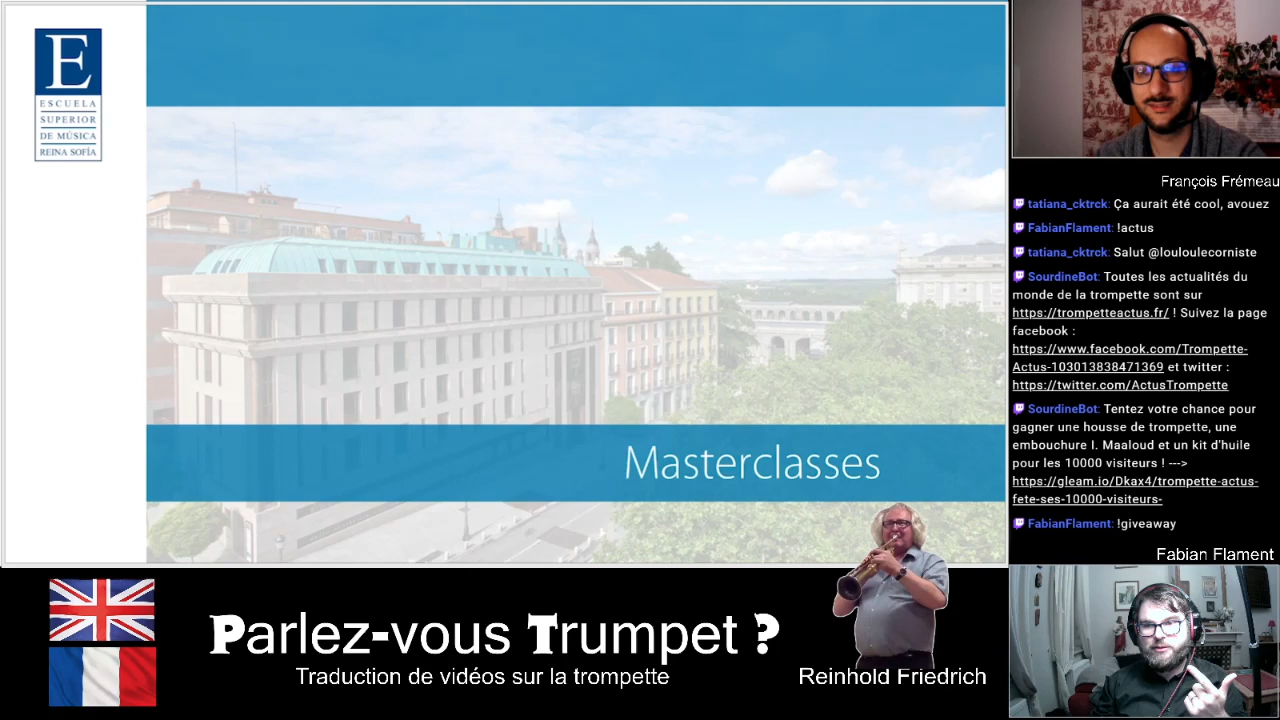 E
ESCUELA
SUPERIOR
DE MÚSICA
REINA SOFÍA
Masterclasses
François Frémeau
tatiana_cktrck: Ça aurait été cool, avouez
FabianFlament: !actus
tatiana_cktrck: Salut @louloulecorniste
SourdineBot: Toutes les actualités du
monde de la trompette sont sur
https://trompetteactus.fr/ ! Suivez la page
facebook :
https://www.facebook.com/Trompette-
Actus-103013838471369 et twitter :
https://twitter.com/ActusTrompette
SourdineBot: Tentez votre chance pour
gagner une housse de trompette, une
embouchure I. Maaloud et un kit d'huile
pour les 10000 visiteurs ! --->
https://gleam.io/Dkax4/trompette-actus-
fete-ses-10000-visiteurs-
FabianFlament: !giveaway
Fabian Flament
Parlez-vous Trumpet ?
Traduction de vidéos sur la trompette
Reinhold Friedrich